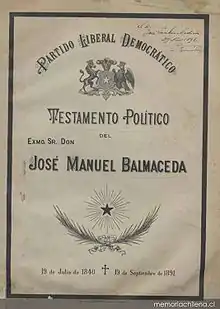 PARTIDO LIBERAL DEMOCRÁTICO
TESTAMENTO POLÍTICO
DEL
EXMO SR. DON
JOSÉ MANUEL BALMACEDA
19 de Julio de 1840 † 19 de Septiembre de 1891
memoriachilena.cl